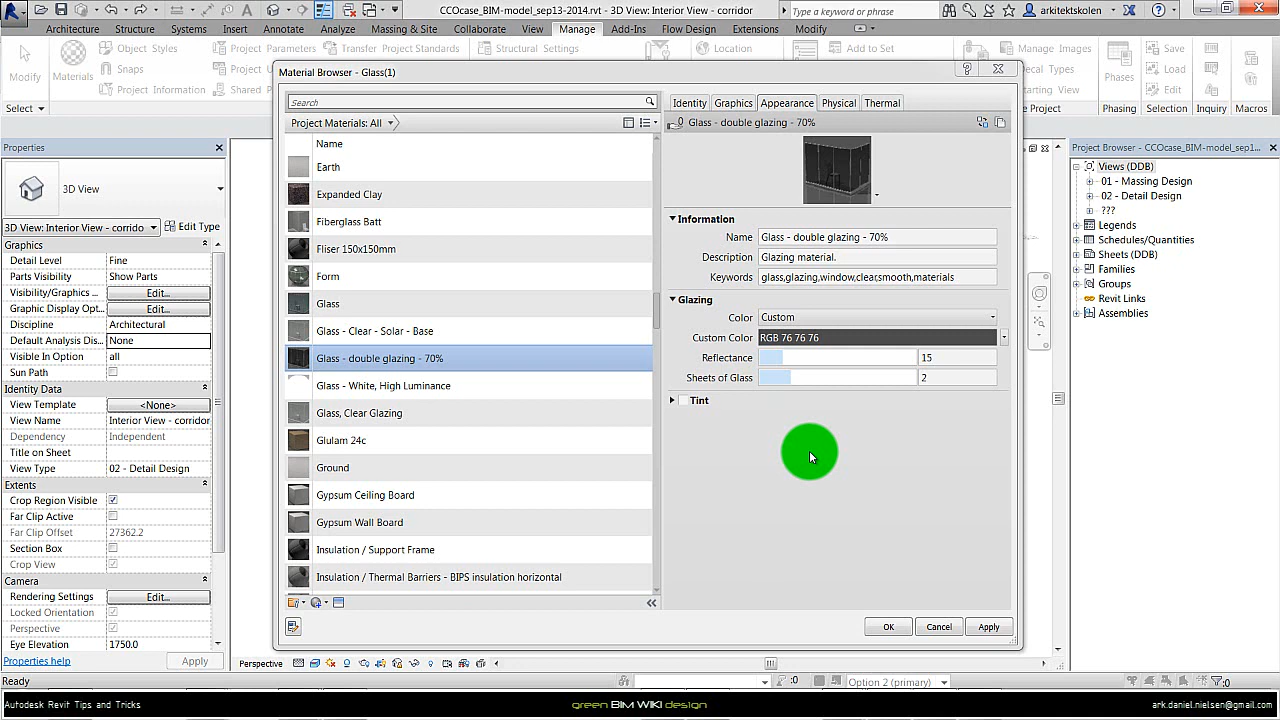 CCOcase_BIM-model_sep13-2014.rvt - 3D View: Interior View - corridor
Type a keyword or phrase
arkitektskolen
Architecture Structure Systems Insert Annotate Analyze Massing & Site Collaborate View Manage Add-Ins Flow Design Extensions Modify
Modify
Materials
Object Styles
Snaps
Project Information
Project Parameters
Shared
Transfer Project Standards
Structural Settings
Location
Add to Set
Manage Images
Decal Types
Starting View
Phases
Save
Load
Edit
Select
Project
Phasing
Selection
Inquiry
Macros
Material Browser - Glass(1)
Search
Project Materials: All
Name
Earth
Expanded Clay
Fiberglass Batt
Fliser 150x150mm
Form
Glass
Glass - Clear - Solar - Base
Glass - double glazing - 70%
Glass - White, High Luminance
Glass, Clear Glazing
Glulam 24c
Ground
Gypsum Ceiling Board
Gypsum Wall Board
Insulation / Support Frame
Insulation / Thermal Barriers - BIPS insulation horizontal
Identity Graphics Appearance Physical Thermal
Glass - double glazing - 70%
Information
Name Glass - double glazing - 70%
Description Glazing material.
Keywords glass,glazing,window,clear,smooth,materials
Glazing
Color Custom
Custom Color RGB 76 76 76
Reflectance 15
Sheets of Glass 2
Tint
OK Cancel Apply
Properties
3D View
3D View: Interior View - corrido
Edit Type
Graphics
Detail Level Fine
Parts Visibility Show Parts
Visibility/Graphics ... Edit...
Graphic Display Opt... Edit...
Discipline Architectural
Default Analysis Dis... None
Visible In Option all
Sun Path
Identity Data
View Template <None>
View Name Interior View - corridor
Dependency Independent
Title on Sheet
View Type 02 - Detail Design
Extents
Crop Region Visible
Far Clip Active
Far Clip Offset 27362.2
Section Box
Crop View
Camera
Rendering Settings Edit...
Locked Orientation
Perspective
Eye Elevation 1750.0
Properties help
Apply
Project Browser - CCOcase_BIM-model_sep1...
Views (DDB)
01 - Massing Design
02 - Detail Design
???
Legends
Schedules/Quantities
Sheets (DDB)
Families
Groups
Revit Links
Assemblies
Perspective
Ready
:0
Option 2 (primary)
:0
Autodesk Revit Tips and Tricks
green BIM WIKI design
ark.daniel.nielsen@gmail.com